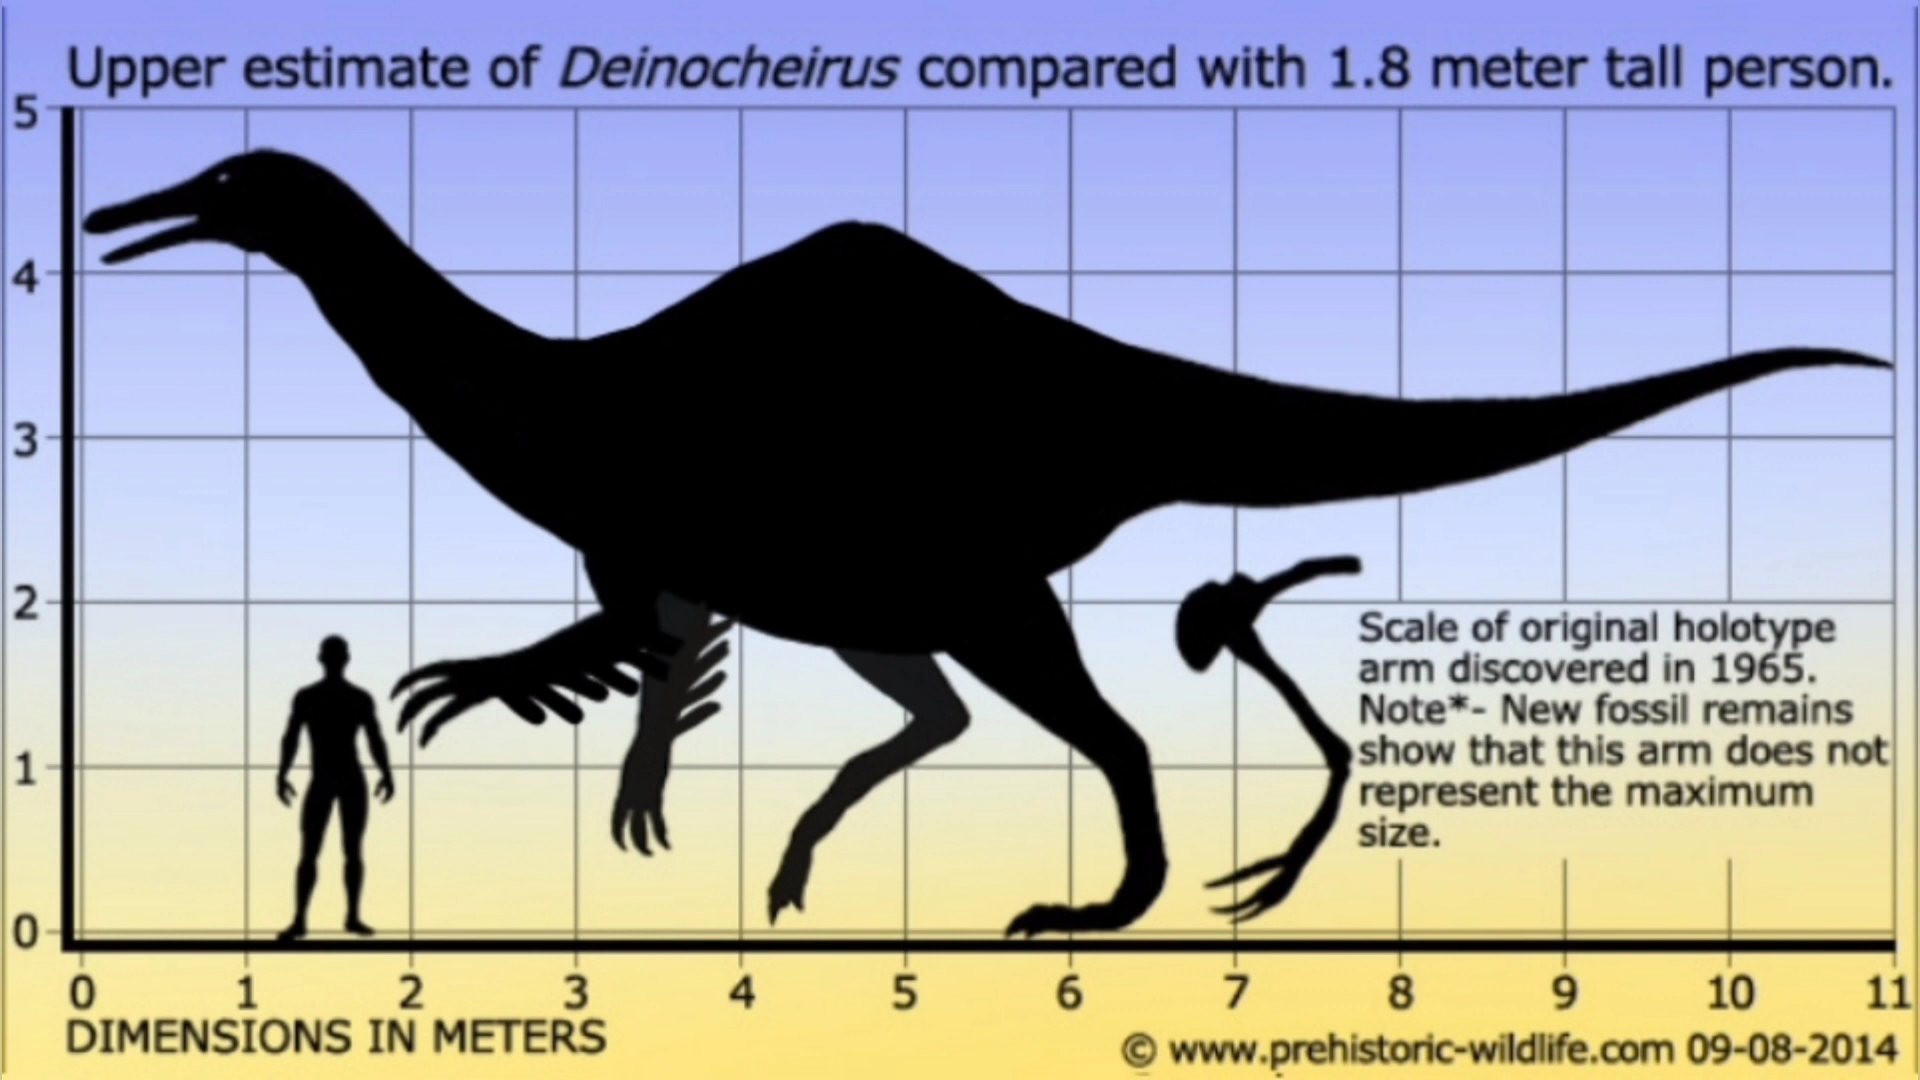 Upper estimate of Deinocheirus compared with 1.8 meter tall person.
5
4
3
2
1
0
Scale of original holotype
arm discovered in 1965.
Note*- New fossil remains
show that this arm does not
represent the maximum
size.
0 1 2 3 4 5 6 7 8 9 10 11
DIMENSIONS IN METERS
© www.prehistoric-wildlife.com 09-08-2014